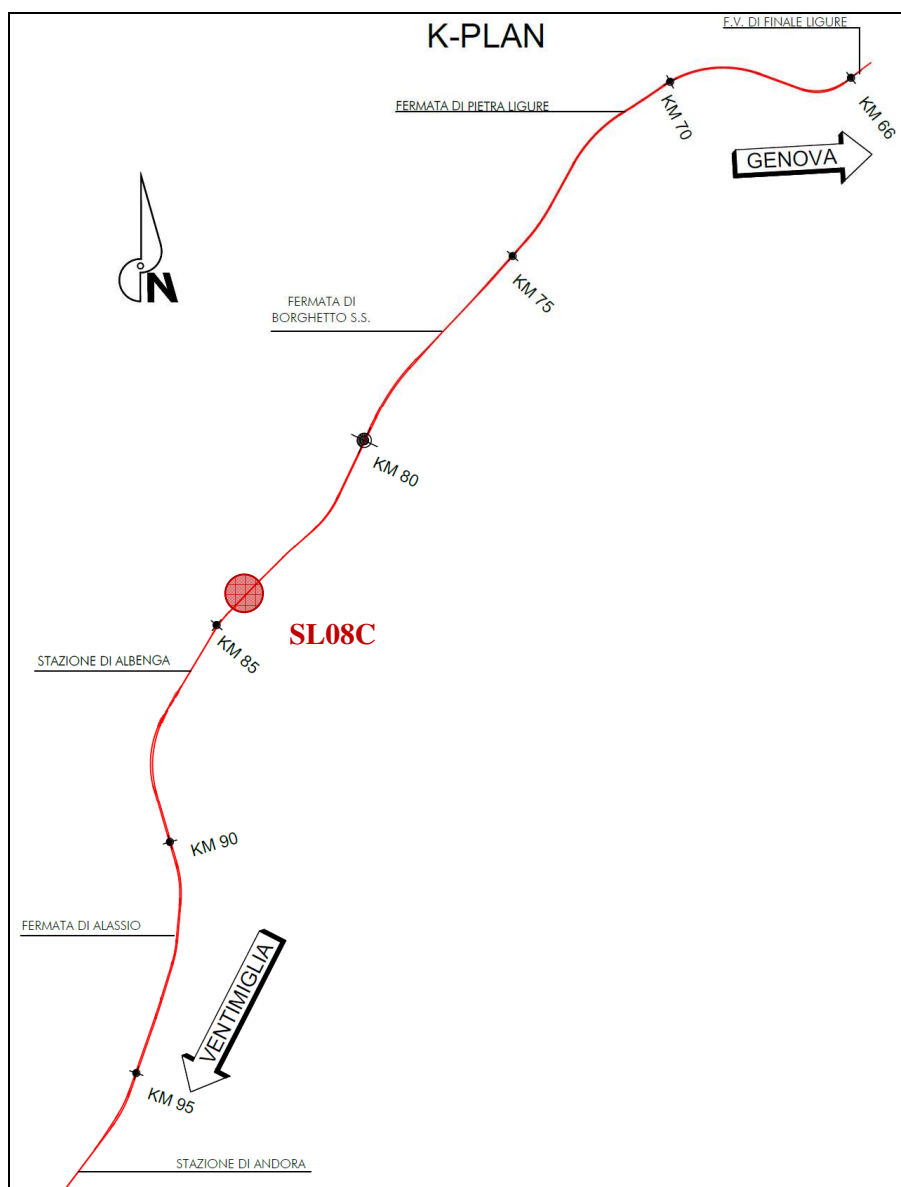 F.V. DI FINALE LIGURE
K-PLAN
FERMATA DI PIETRA LIGURE
KM 70
KM 66
GENOVA
N
KM 75
FERMATA DI
BORGHETTO S.S.
KM 80
SL08C
KM 85
STAZIONE DI ALBENGA
KM 90
FERMATA DI ALASSIO
VENTIMIGLIA
KM 95
STAZIONE DI ANDORA